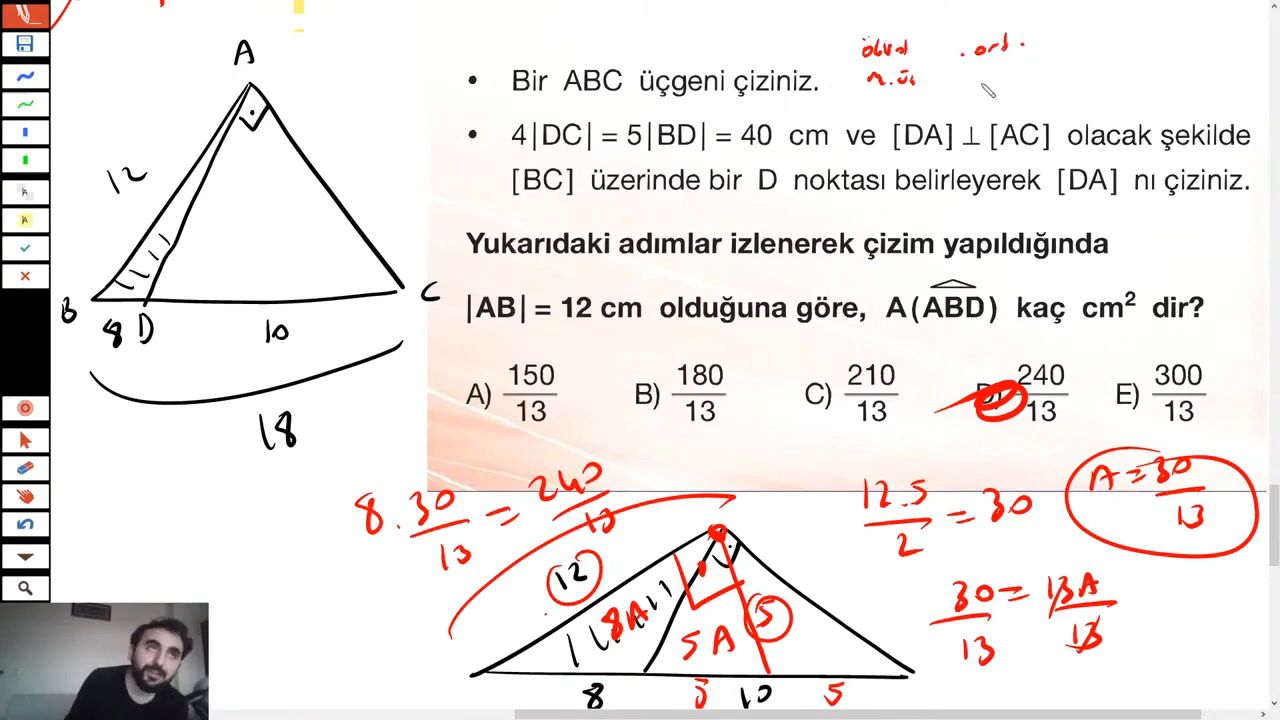 . ort.
• Bir ABC üçgeni çiziniz.
• 4|DC| = 5|BD| = 40 cm ve [DA] ⊥ [AC] olacak şekilde
[BC] üzerinde bir D noktası belirleyerek [DA] nı çiziniz.
Yukarıdaki adımlar izlenerek çizim yapıldığında
|AB| = 12 cm olduğuna göre, A(ABD) kaç cm² dir?
A) 150/13 B) 180/13 C) 210/13 D) 240/13 E) 300/13
A
12
B 8 D 10 C
18
8 . 30/13 = 240/13
12.5/2 = 30
A = 30/13
30/13 = 13A/13
12
8A
5A
5
8 5 10 5